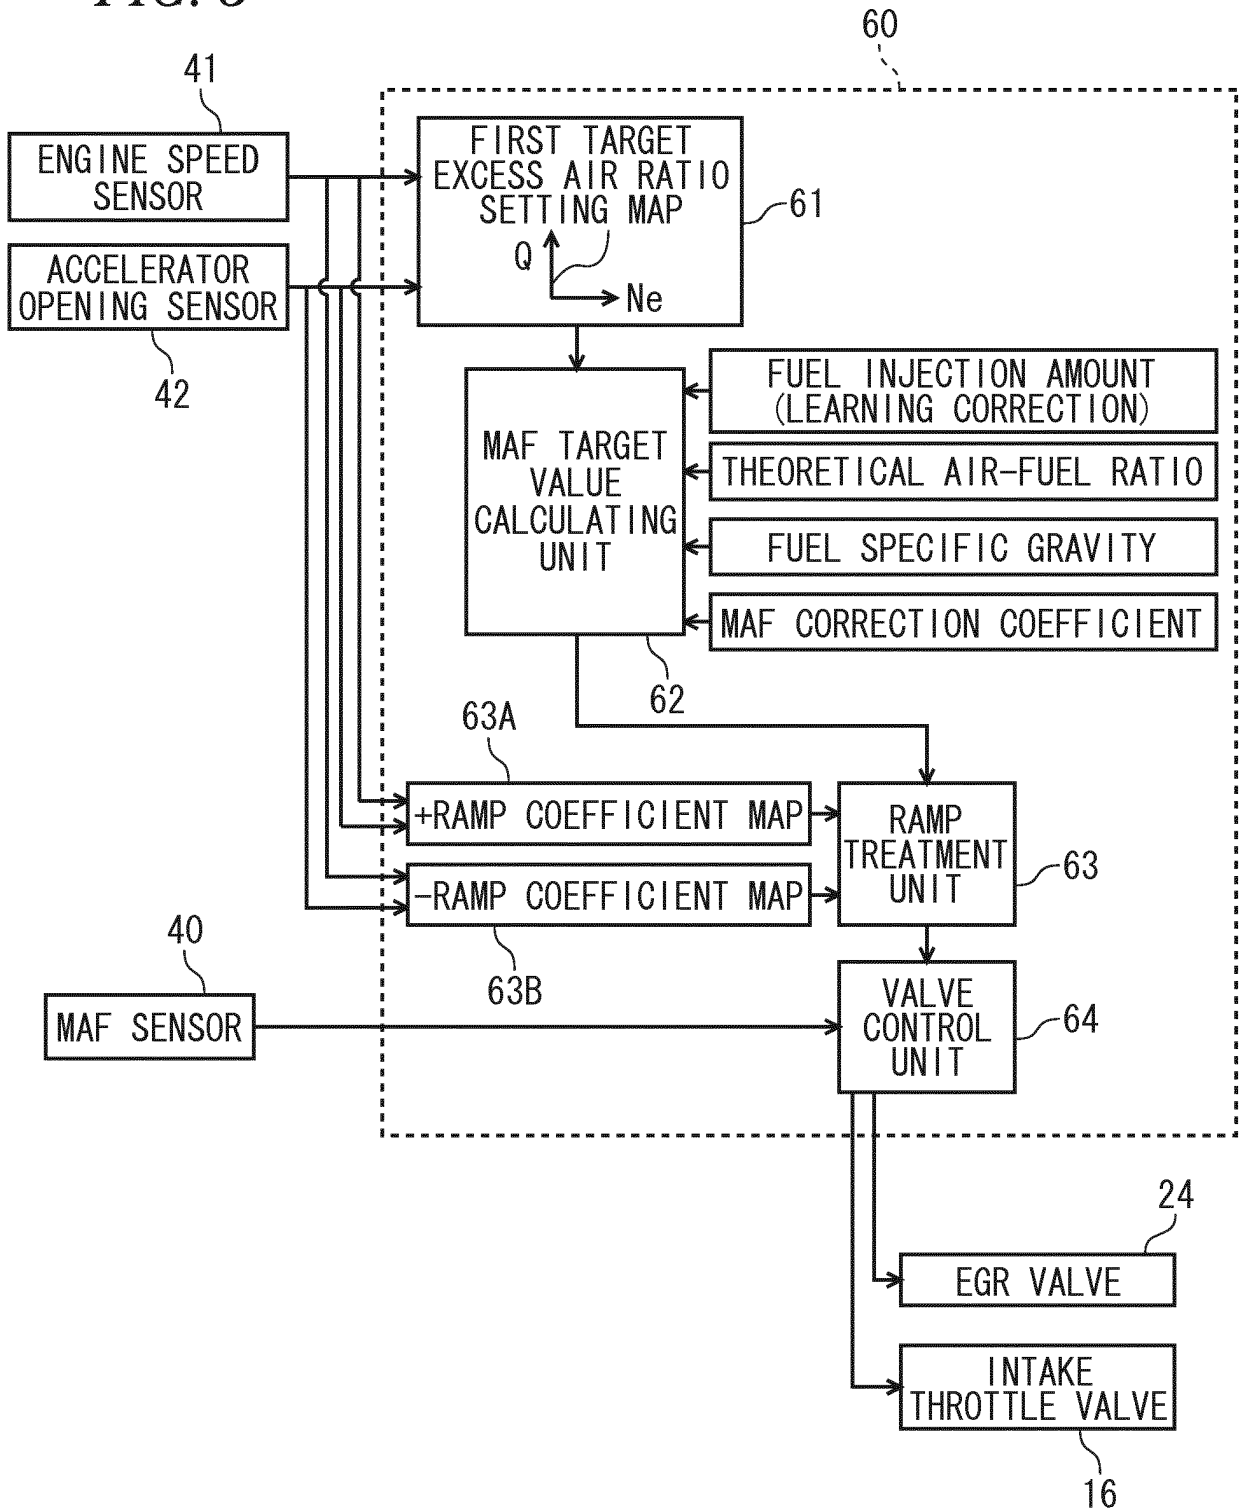 60
41
ENGINE SPEED
SENSOR
FIRST TARGET
EXCESS AIR RATIO
SETTING MAP
Q
Ne
61
ACCELERATOR
OPENING SENSOR
42
FUEL INJECTION AMOUNT
(LEARNING CORRECTION)
MAF TARGET
VALUE
CALCULATING
UNIT
THEORETICAL AIR-FUEL RATIO
FUEL SPECIFIC GRAVITY
MAF CORRECTION COEFFICIENT
62
63A
+RAMP COEFFICIENT MAP
RAMP
TREATMENT
UNIT
63
-RAMP COEFFICIENT MAP
63B
40
MAF SENSOR
VALVE
CONTROL
UNIT
64
24
EGR VALVE
INTAKE
THROTTLE VALVE
16